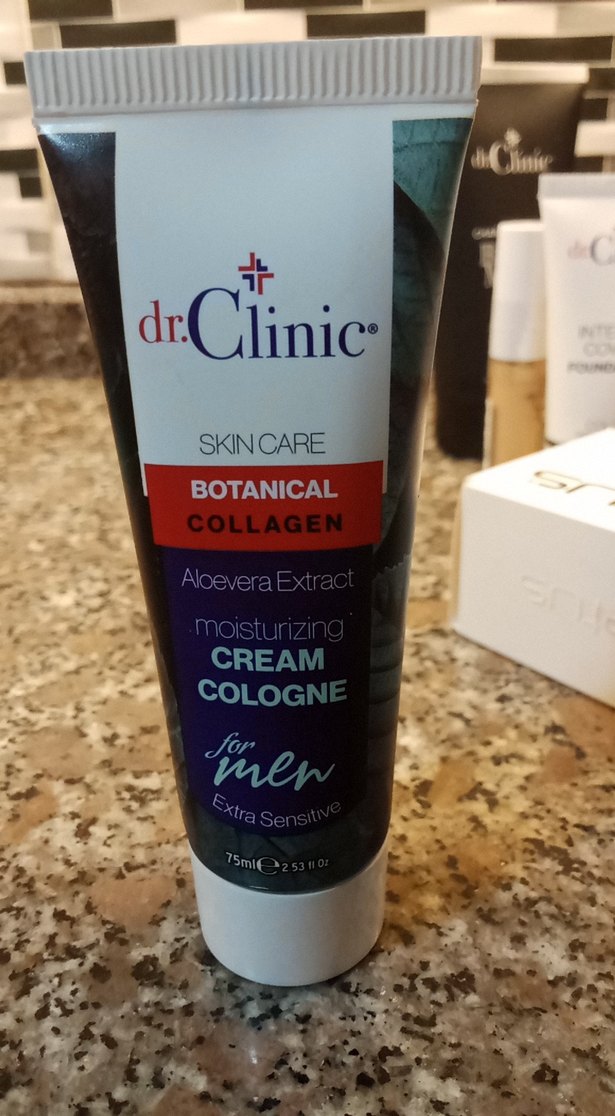 dr.Clinic®
SKIN CARE
BOTANICAL
COLLAGEN
Aloevera Extract
moisturizing
CREAM
COLOGNE
for
men
Extra Sensitive
75ml℮ 2.53 fl Oz
dr.Clinic